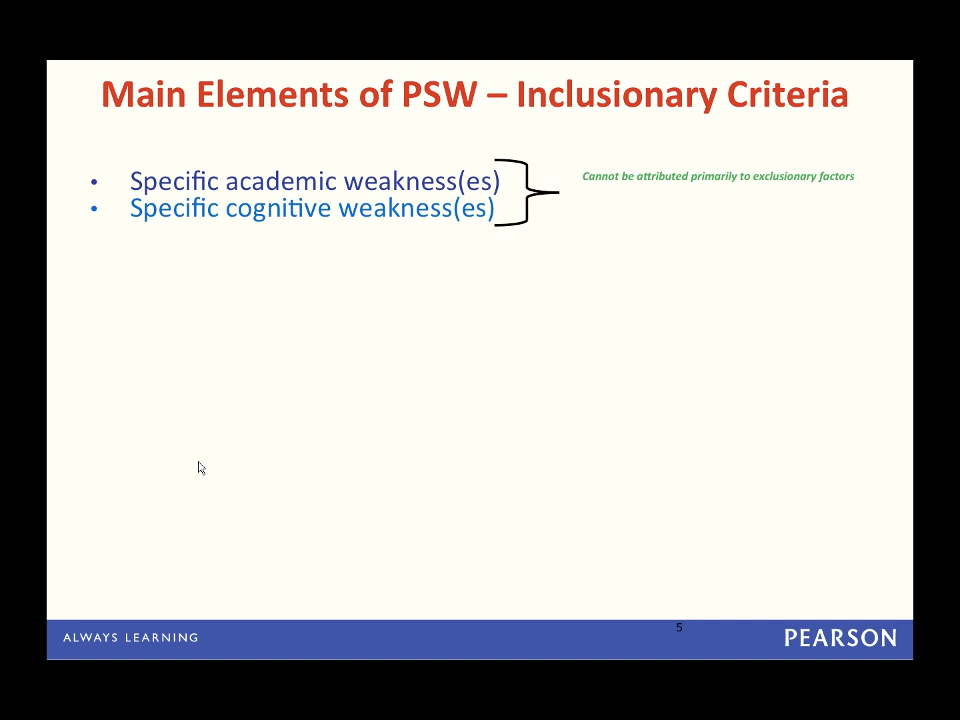 Main Elements of PSW – Inclusionary Criteria
• Specific academic weakness(es)
Cannot be attributed primarily to exclusionary factors
• Specific cognitive weakness(es)
5
ALWAYS LEARNING
PEARSON